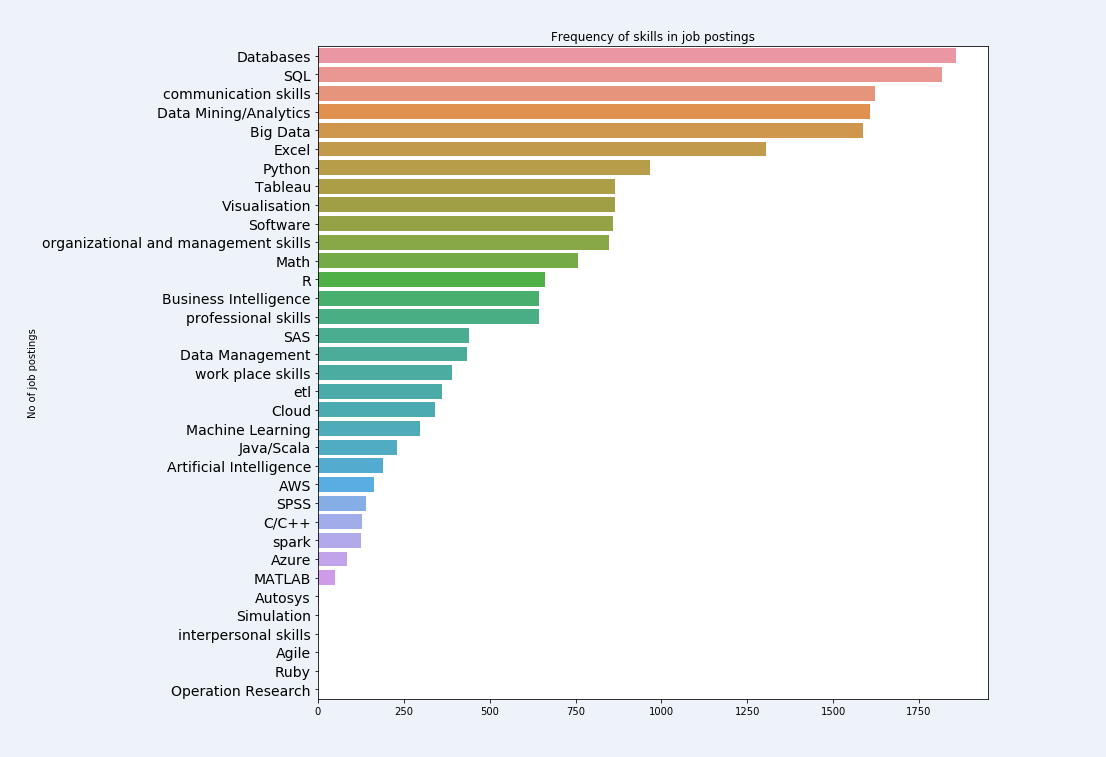 Frequency of skills in job postings
Databases
SQL
communication skills
Data Mining/Analytics
Big Data
Excel
Python
Tableau
Visualisation
Software
organizational and management skills
Math
R
Business Intelligence
professional skills
SAS
Data Management
work place skills
etl
Cloud
Machine Learning
Java/Scala
Artificial Intelligence
AWS
SPSS
C/C++
spark
Azure
MATLAB
Autosys
Simulation
interpersonal skills
Agile
Ruby
Operation Research
No of job postings
0 250 500 750 1000 1250 1500 1750